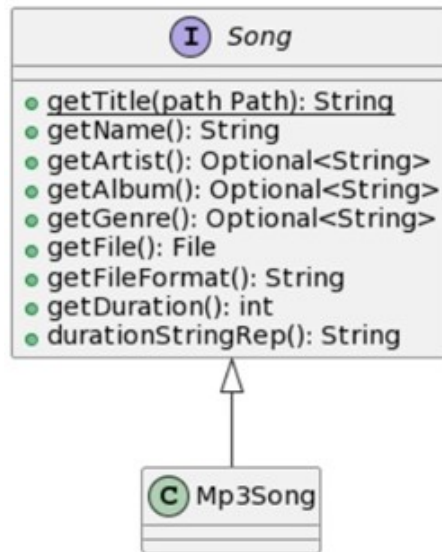 I Song
getTitle(path Path): String
getName(): String
getArtist(): Optional<String>
getAlbum(): Optional<String>
getGenre(): Optional<String>
getFile(): File
getFileFormat(): String
getDuration(): int
durationStringRep(): String
C Mp3Song